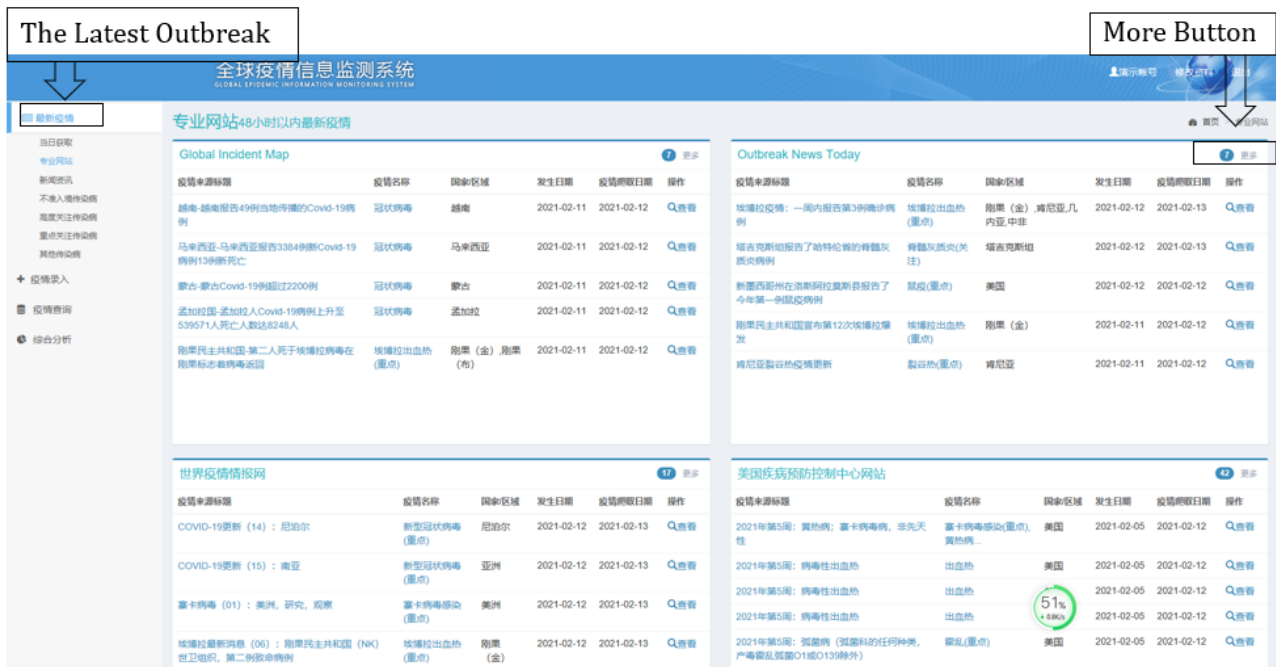 The Latest Outbreak
More Button
全球疫情信息监测系统
GLOBAL EPIDEMIC INFORMATION MONITORING SYSTEM
演示帐号 修改资料 退出
最新疫情
当日获取
专业网站
新闻资讯
不准入境传染病
高度关注传染病
重点关注传染病
其他传染病
疫情录入
疫情查询
综合分析
专业网站48小时以内最新疫情
首页 专业网站
Global Incident Map 7 更多
疫情来源标题 疫情名称 国家/区域 发生日期 疫情爬取日期 操作
越南-越南报告49例当地传播的Covid-19病 冠状病毒 越南 2021-02-11 2021-02-12 查看
例
马来西亚-马来西亚报告3384例新Covid-19 冠状病毒 马来西亚 2021-02-11 2021-02-12 查看
病例13例新死亡
蒙古-蒙古Covid-19例超过2200例 冠状病毒 蒙古 2021-02-11 2021-02-12 查看
孟加拉国-孟加拉人Covid-19病例上升至 冠状病毒 孟加拉 2021-02-11 2021-02-12 查看
539571人死亡人数达8248人
刚果民主共和国-第二人死于埃博拉病毒在 埃博拉出血热 刚果（金）,刚果 2021-02-11 2021-02-12 查看
刚果标志着病毒返回 (重点) （布）
Outbreak News Today 7 更多
疫情来源标题 疫情名称 国家/区域 发生日期 疫情爬取日期 操作
埃博拉疫情：一周内报告第3例确诊病 埃博拉出血热 刚果（金）,肯尼亚,几 2021-02-12 2021-02-13 查看
例 (重点) 内亚,中非
塔吉克斯坦报告了哈特伦省的脊髓灰 脊髓灰质炎(关 塔吉克斯坦 2021-02-12 2021-02-13 查看
质炎病例 注)
新墨西哥州在洛斯阿拉莫斯县报告了 鼠疫(重点) 美国 2021-02-12 2021-02-12 查看
今年第一例鼠疫病例
刚果民主共和国宣布第12次埃博拉爆 埃博拉出血热 刚果（金） 2021-02-11 2021-02-12 查看
发 (重点)
肯尼亚裂谷热疫情更新 裂谷热(重点) 肯尼亚 2021-02-11 2021-02-12 查看
世界疫情情报网 17 更多
疫情来源标题 疫情名称 国家/区域 发生日期 疫情爬取日期 操作
COVID-19更新（14）：尼泊尔 新型冠状病毒 尼泊尔 2021-02-12 2021-02-13 查看
(重点)
COVID-19更新（15）：南亚 新型冠状病毒 亚洲 2021-02-12 2021-02-13 查看
(重点)
寨卡病毒（01）：美洲，研究，观察 寨卡病毒感染 美洲 2021-02-12 2021-02-13 查看
(重点)
埃博拉最新消息（06）：刚果民主共和国（NK） 埃博拉出血热 刚果 2021-02-12 2021-02-13 查看
世卫组织，第二例致命病例 (重点) （金）
美国疾病预防控制中心网站 42 更多
疫情来源标题 疫情名称 国家/区域 发生日期 疫情爬取日期 操作
2021年第5周：黄热病；寨卡病毒病，非先天 寨卡病毒感染(重点), 美国 2021-02-05 2021-02-12 查看
性 黄热病...
2021年第5周：病毒性出血热 出血热 美国 2021-02-05 2021-02-12 查看
2021年第5周：病毒性出血热 出血热 2021-02-05 2021-02-12 查看
2021年第5周：病毒性出血热 出血热 2021-02-05 2021-02-12 查看
2021年第5周：弧菌病（弧菌科的任何种类， 霍乱(重点) 美国 2021-02-05 2021-02-12 查看
产毒霍乱弧菌O1或O139除外）
51%